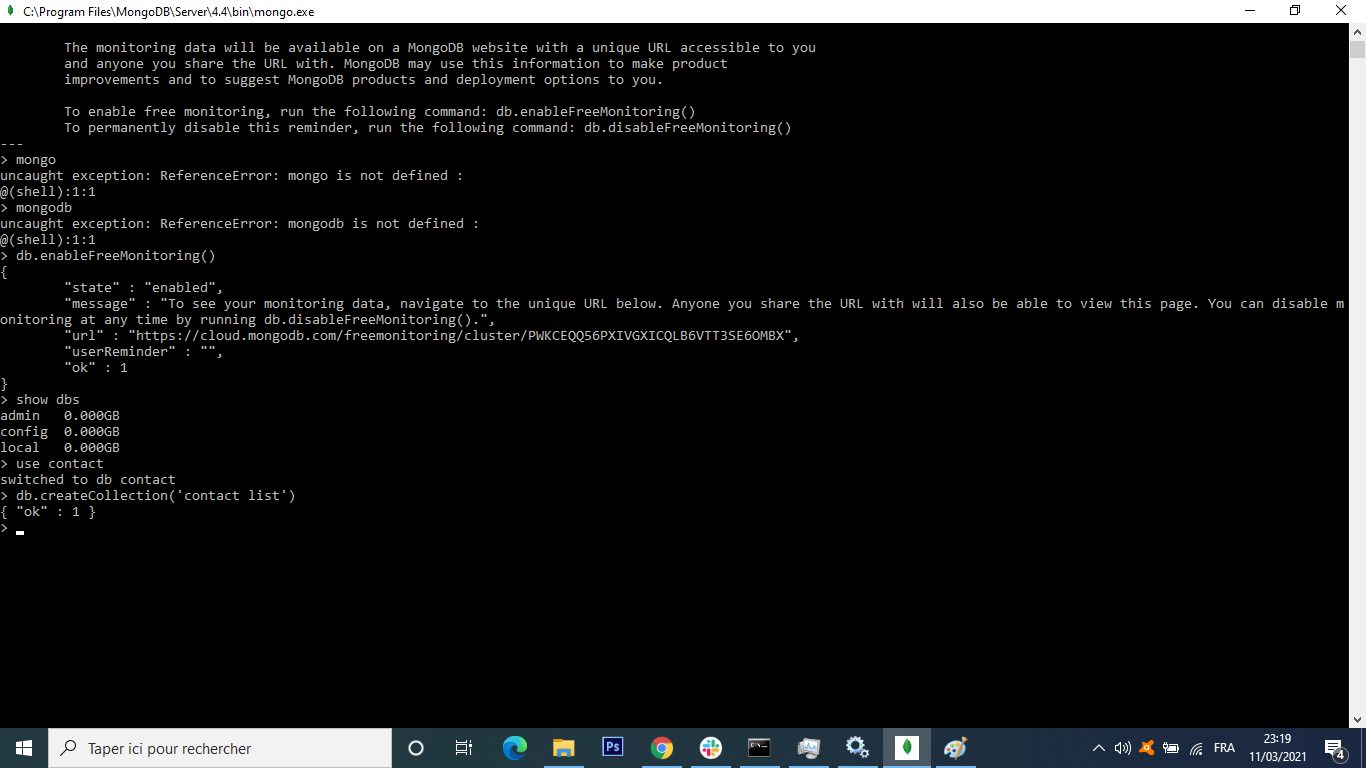 C:\Program Files\MongoDB\Server\4.4\bin\mongo.exe
The monitoring data will be available on a MongoDB website with a unique URL accessible to you
and anyone you share the URL with. MongoDB may use this information to make product
improvements and to suggest MongoDB products and deployment options to you.
To enable free monitoring, run the following command: db.enableFreeMonitoring()
To permanently disable this reminder, run the following command: db.disableFreeMonitoring()
---
> mongo
uncaught exception: ReferenceError: mongo is not defined :
@(shell):1:1
> mongodb
uncaught exception: ReferenceError: mongodb is not defined :
@(shell):1:1
> db.enableFreeMonitoring()
{
"state" : "enabled",
"message" : "To see your monitoring data, navigate to the unique URL below. Anyone you share the URL with will also be able to view this page. You can disable m
onitoring at any time by running db.disableFreeMonitoring().",
"url" : "https://cloud.mongodb.com/freemonitoring/cluster/PWKCEQQ56PXIVGXICQLB6VTT3SE6OMBX",
"userReminder" : "",
"ok" : 1
}
> show dbs
admin   0.000GB
config  0.000GB
local   0.000GB
> use contact
switched to db contact
> db.createCollection('contact list')
{ "ok" : 1 }
>
Taper ici pour rechercher
Ps
FRA
23:19
11/03/2021
4